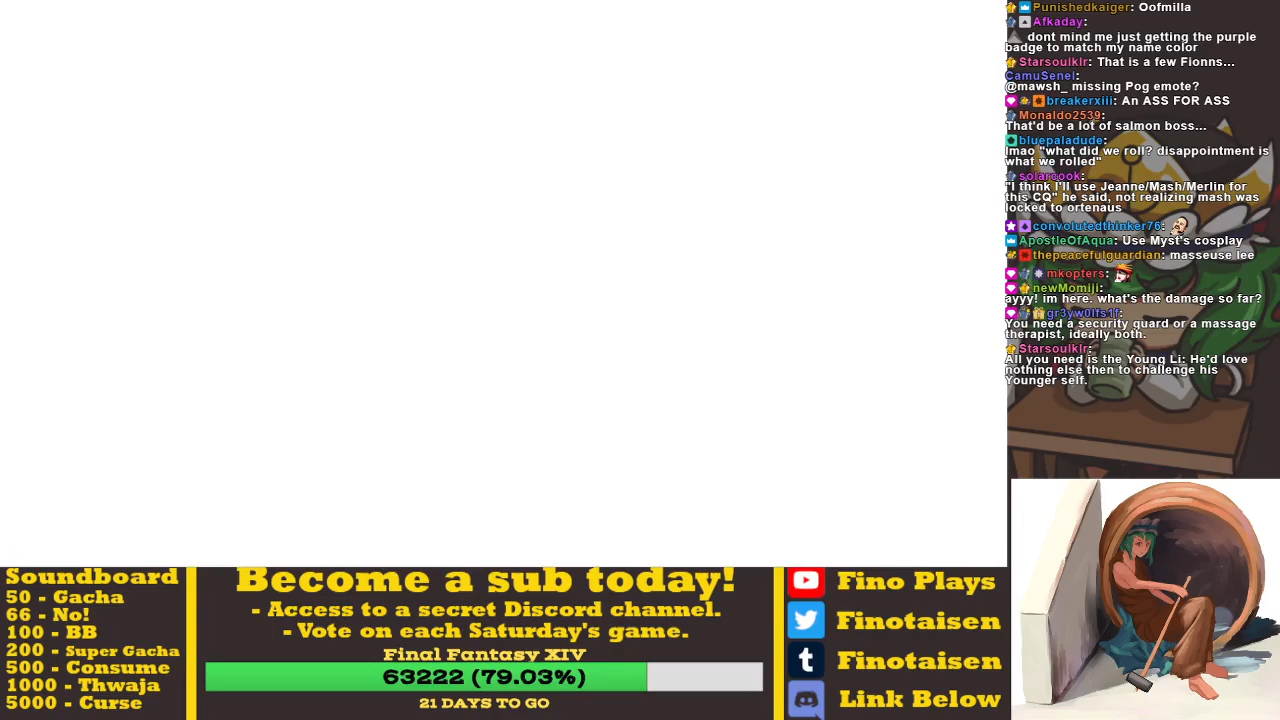 Punishedkaiger: Oofmilla
Afkaday:
dont mind me just getting the purple
badge to match my name color
Starsoulklr: That is a few Fionns...
CamuSenel:
@mawsh_ missing Pog emote?
breakerxiii: An ASS FOR ASS
Monaldo2539:
That'd be a lot of salmon boss...
bluepaladude:
lmao "what did we roll? disappointment is
what we rolled"
solarcook:
"I think I'll use Jeanne/Mash/Merlin for
this CQ" he said, not realizing mash was
locked to ortenaus
convolutedthinker76:
ApostleOfAqua: Use Myst's cosplay
thepeacefulguardian: masseuse lee
mkopters:
newMomiji:
ayyy! im here. what's the damage so far?
gr3yw0lfs1f:
You need a security guard or a massage
therapist, ideally both.
Starsoulklr:
All you need is the Young Li: He'd love
nothing else then to challenge his
Younger self.
Soundboard
50 - Gacha
66 - No!
100 - BB
200 - Super Gacha
500 - Consume
1000 - Thwaja
5000 - Curse
Become a sub today!
- Access to a secret Discord channel.
- Vote on each Saturday's game.
Final Fantasy XIV
63222 (79.03%)
21 DAYS TO GO
Fino Plays
Finotaisen
Finotaisen
Link Below